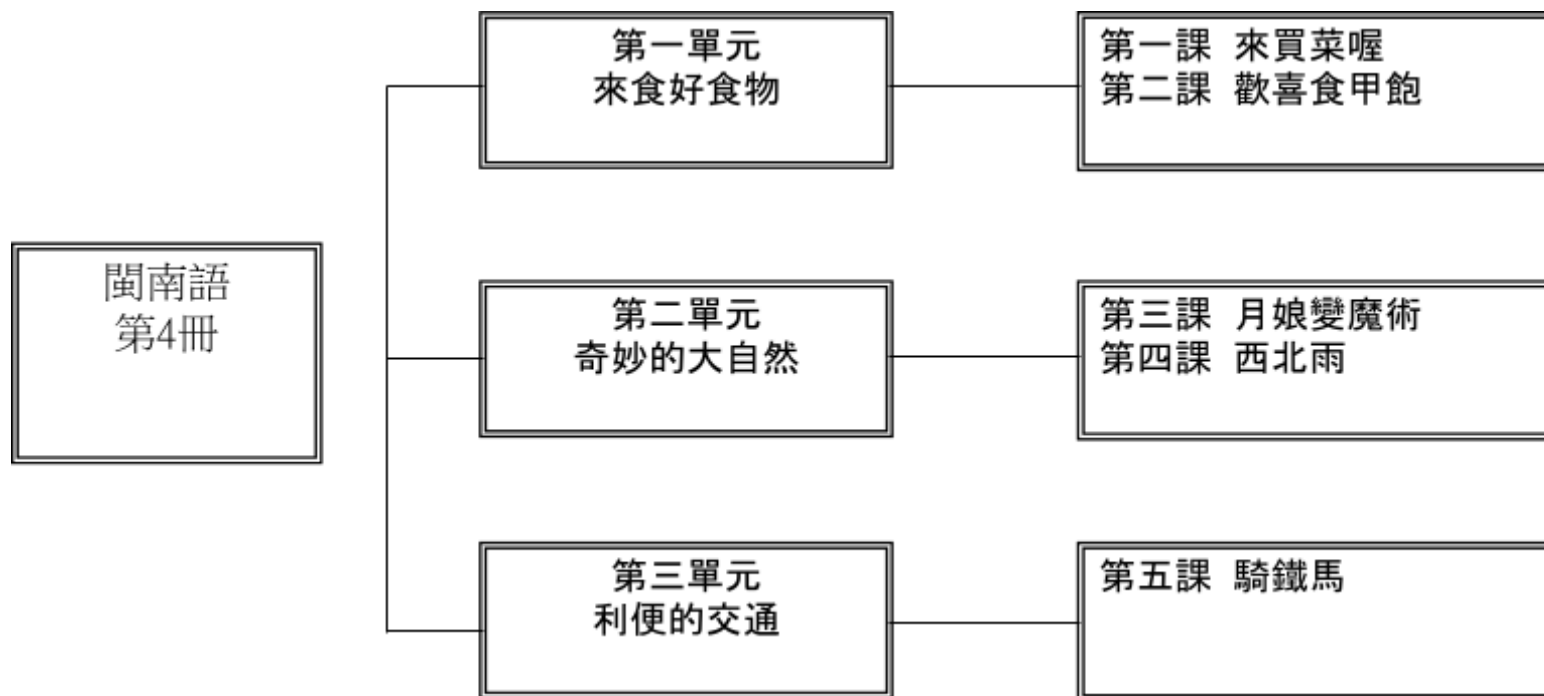 第一單元
來食好食物
第一課 來買菜喔
第二課 歡喜食甲飽
閩南語
第4冊
第二單元
奇妙的大自然
第三課 月娘變魔術
第四課 西北雨
第三單元
利便的交通
第五課 騎鐵馬